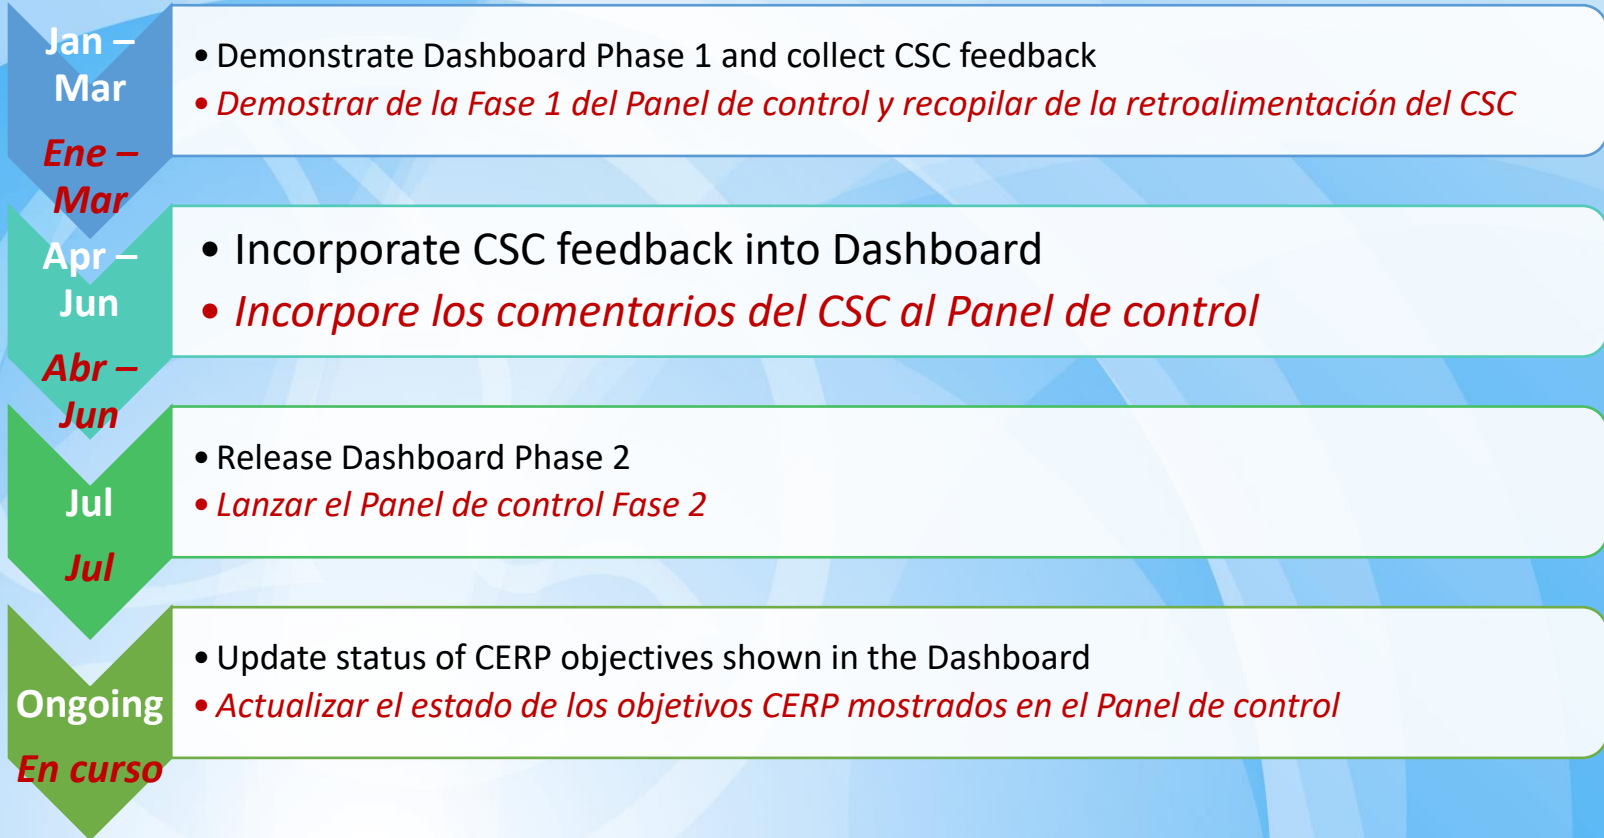 Jan –
Mar
Ene –
Mar
• Demonstrate Dashboard Phase 1 and collect CSC feedback
• Demostrar de la Fase 1 del Panel de control y recopilar de la retroalimentación del CSC
Apr –
Jun
Abr –
Jun
• Incorporate CSC feedback into Dashboard
• Incorpore los comentarios del CSC al Panel de control
Jul
Jul
• Release Dashboard Phase 2
• Lanzar el Panel de control Fase 2
Ongoing
En curso
• Update status of CERP objectives shown in the Dashboard
• Actualizar el estado de los objetivos CERP mostrados en el Panel de control